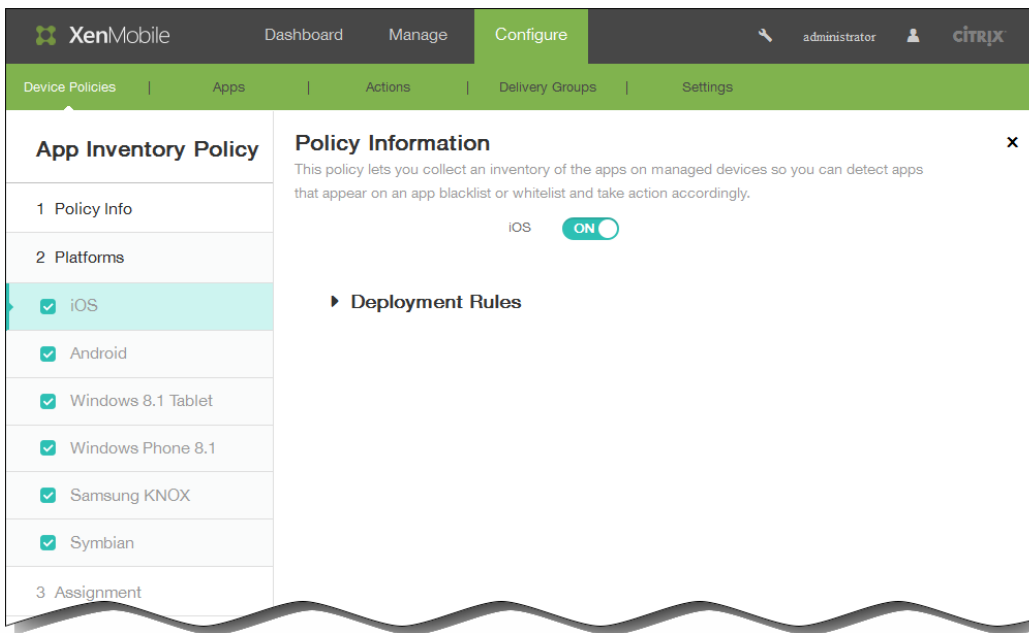 XenMobile Dashboard Manage Configure administrator CİTRIX
Device Policies | Apps | Actions | Delivery Groups | Settings
App Inventory Policy
1 Policy Info
2 Platforms
iOS
Android
Windows 8.1 Tablet
Windows Phone 8.1
Samsung KNOX
Symbian
3 Assignment
Policy Information
This policy lets you collect an inventory of the apps on managed devices so you can detect apps
that appear on an app blacklist or whitelist and take action accordingly.
iOS ON
Deployment Rules